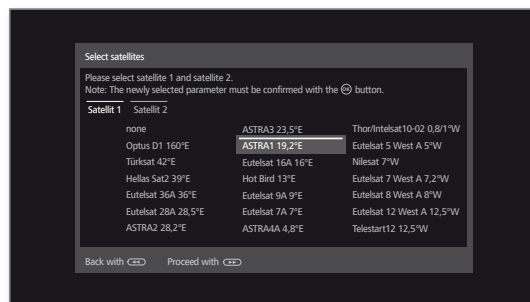 Select satellites
Please select satellite 1 and satellite 2.
Note: The newly selected parameter must be confirmed with the OK button.
Satellit 1 Satellit 2
none ASTRA3 23,5°E Thor/Intelsat10-02 0,8/1°W
Optus D1 160°E ASTRA1 19,2°E Eutelsat 5 West A 5°W
Türksat 42°E Eutelsat 16A 16°E Nilesat 7°W
Hellas Sat2 39°E Hot Bird 13°E Eutelsat 7 West A 7,2°W
Eutelsat 36A 36°E Eutelsat 9A 9°E Eutelsat 8 West A 8°W
Eutelsat 28A 28,5°E Eutelsat 7A 7°E Eutelsat 12 West A 12,5°W
ASTRA2 28,2°E ASTRA4A 4,8°E Telestart12 12,5°W
Back with Proceed with